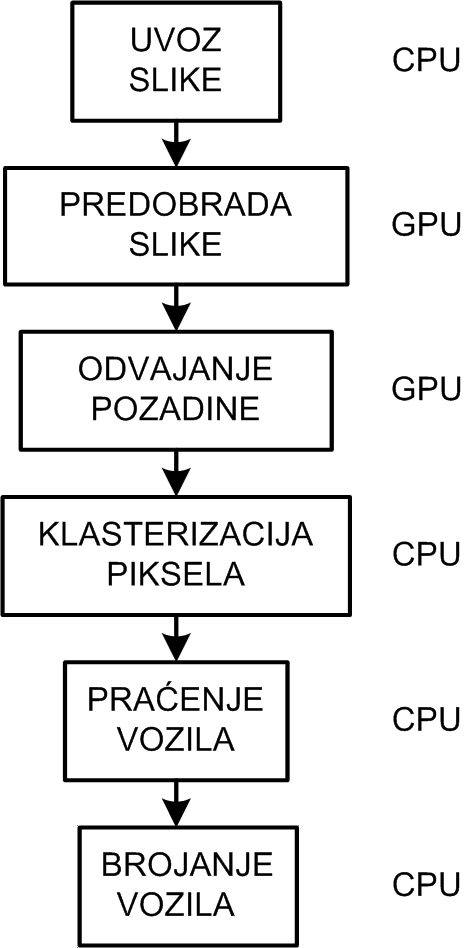 UVOZ
SLIKE
CPU
PREDOBRADA
SLIKE
GPU
ODVAJANJE
POZADINE
GPU
KLASTERIZACIJA
PIKSELA
CPU
PRAĆENJE
VOZILA
CPU
BROJANJE
VOZILA
CPU